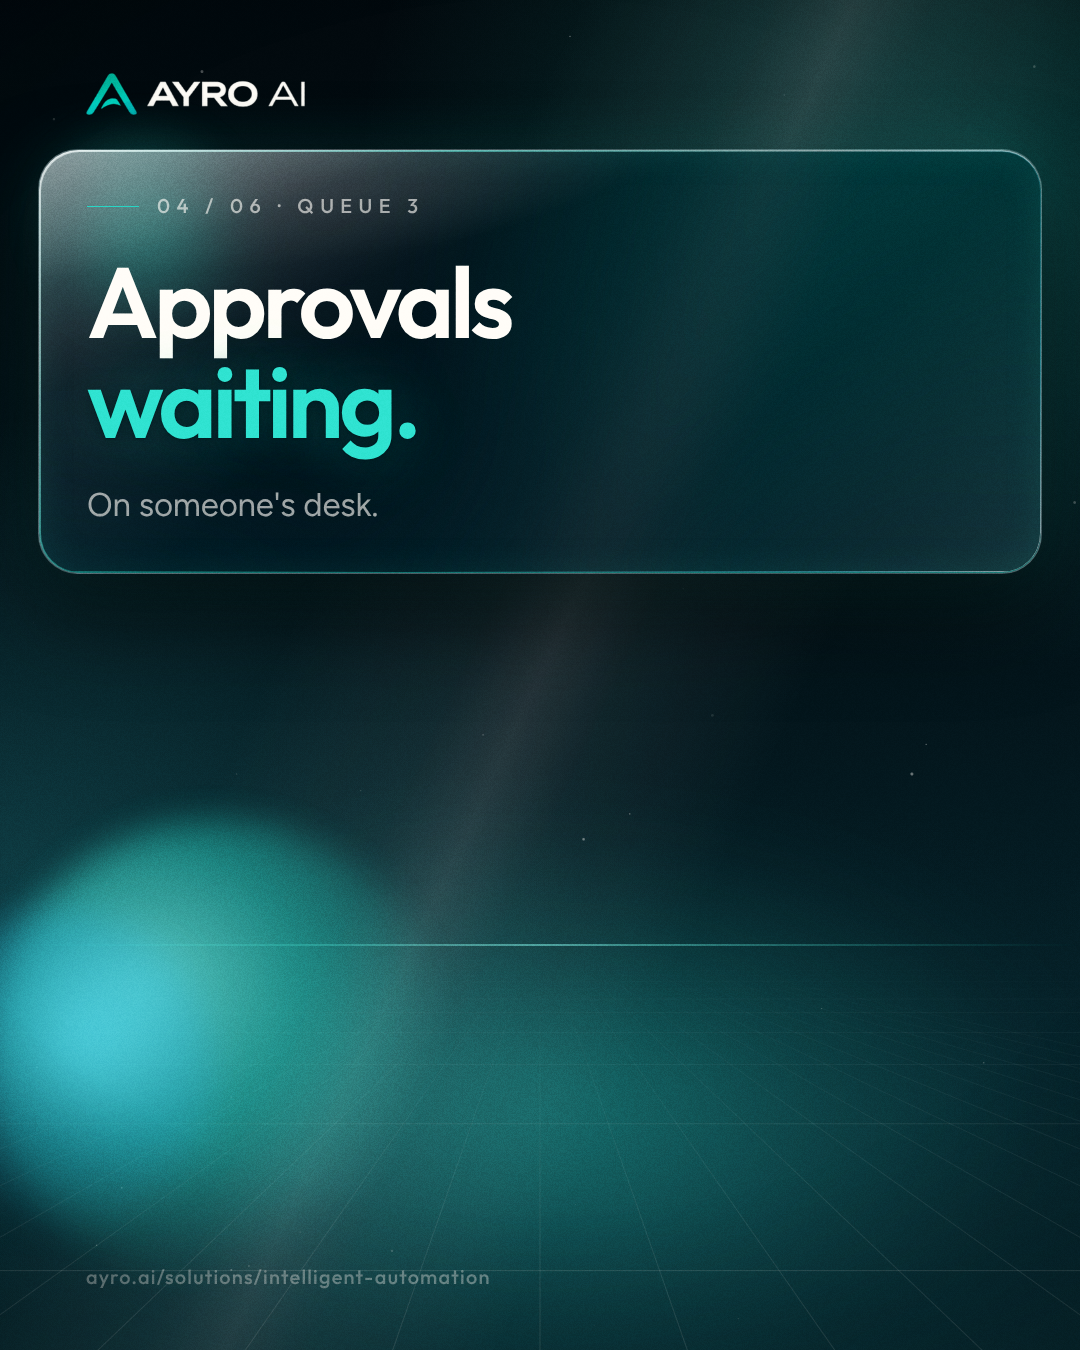 AYRO AI
04 / 06 · QUEUE 3
Approvals
waiting.
On someone's desk.
ayro.ai/solutions/intelligent-automation